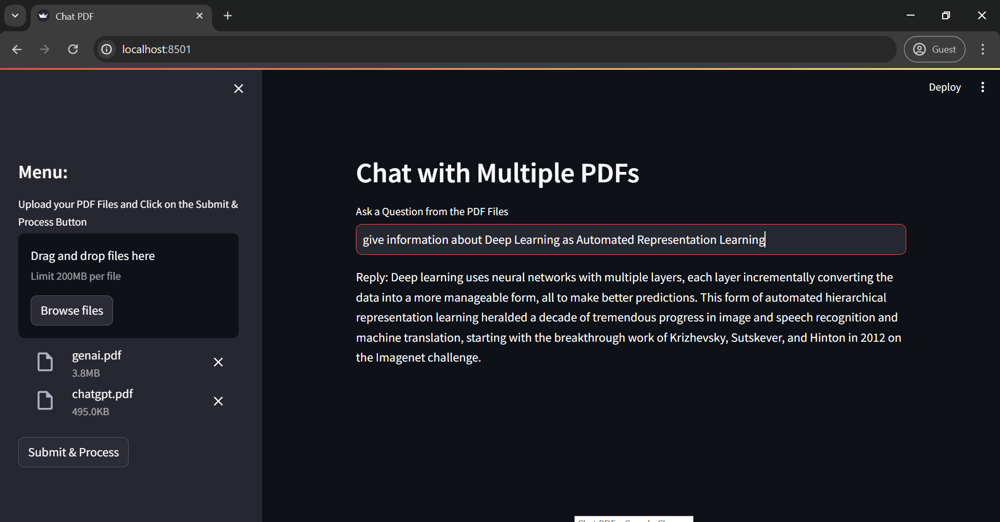 Chat PDF
localhost:8501
Guest
Deploy
Menu:
Upload your PDF Files and Click on the Submit &
Process Button
Drag and drop files here
Limit 200MB per file
Browse files
genai.pdf
3.8MB
chatgpt.pdf
495.0KB
Submit & Process
Chat with Multiple PDFs
Ask a Question from the PDF Files
give information about Deep Learning as Automated Representation Learning
Reply: Deep learning uses neural networks with multiple layers, each layer incrementally converting the
data into a more manageable form, all to make better predictions. This form of automated hierarchical
representation learning heralded a decade of tremendous progress in image and speech recognition and
machine translation, starting with the breakthrough work of Krizhevsky, Sutskever, and Hinton in 2012 on
the Imagenet challenge.